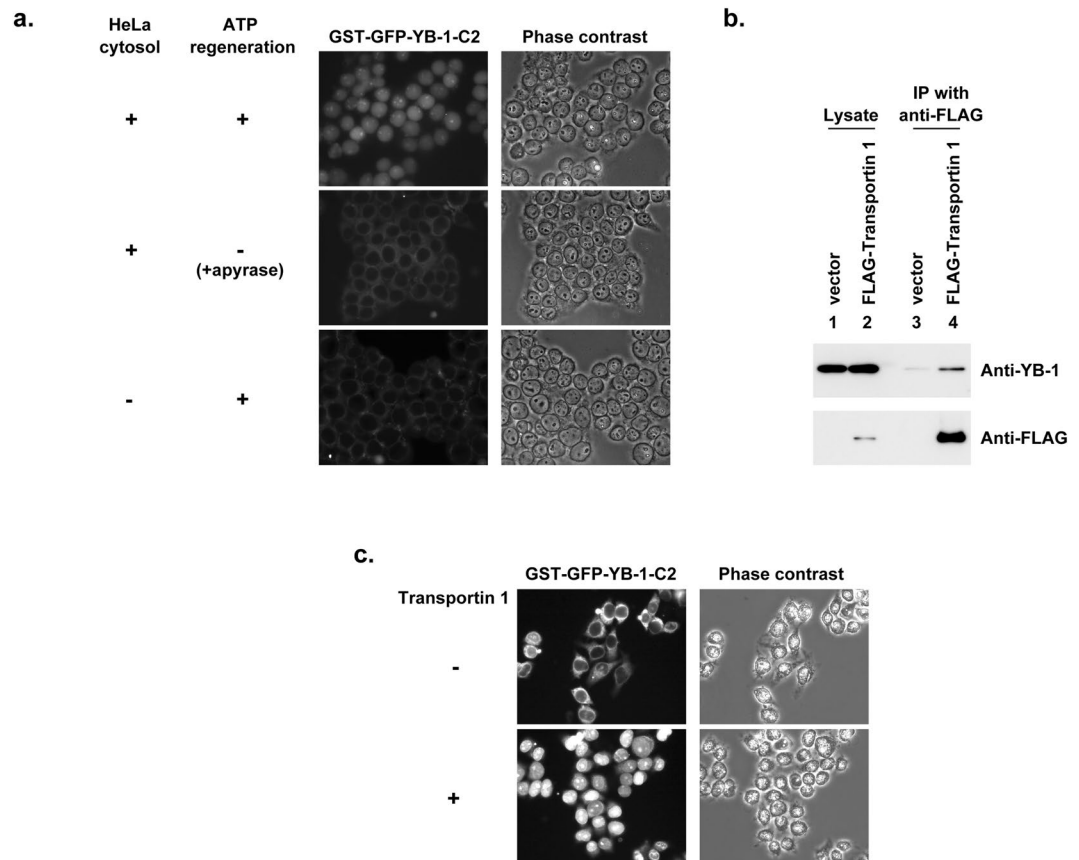 a.
HeLa cytosol
ATP regeneration
GST-GFP-YB-1-C2
Phase contrast
+
+
+
-
(+apyrase)
-
+
b.
Lysate
IP with anti-FLAG
vector
FLAG-Transportin 1
vector
FLAG-Transportin 1
1 2 3 4
Anti-YB-1
Anti-FLAG
c.
GST-GFP-YB-1-C2
Phase contrast
Transportin 1
-
+